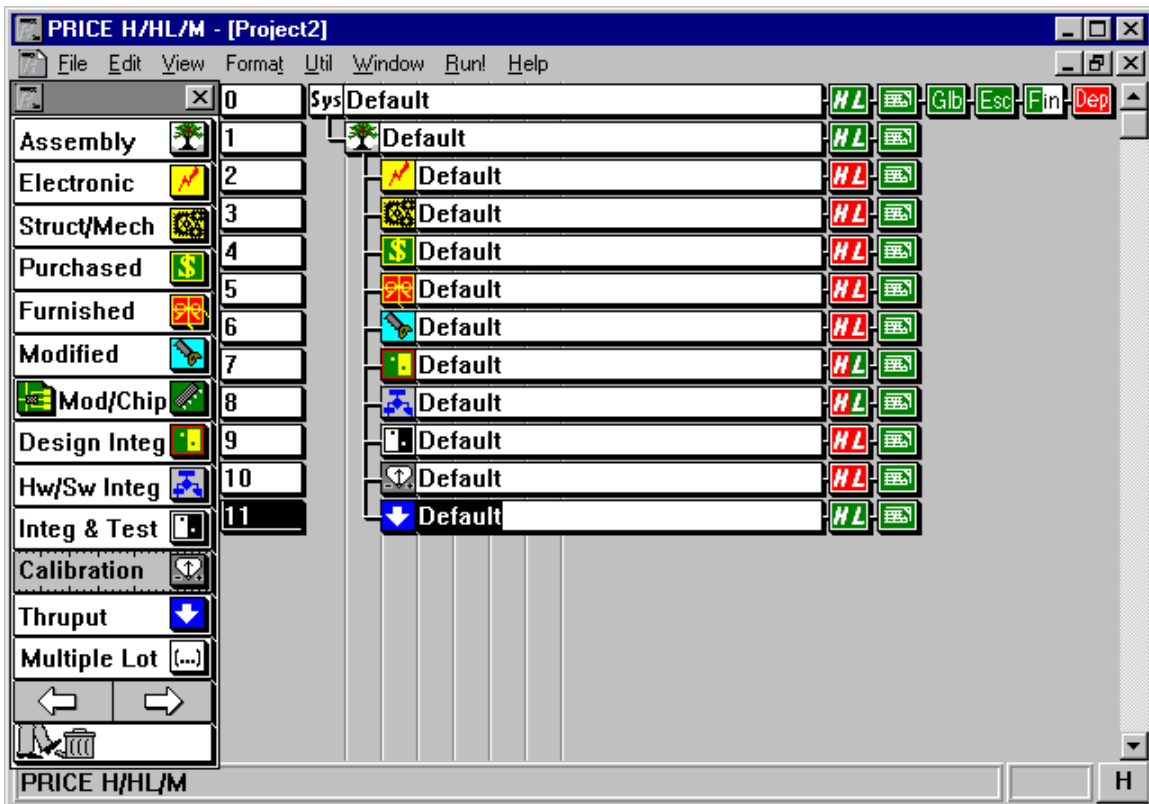 PRICE H/HL/M - [Project2]
File Edit View Format Util Window Run! Help
0 Sys Default HL Glb Esc Fin Dep
Assembly 1 Default HL
Electronic 2 Default HL
Struct/Mech 3 Default HL
Purchased $ 4 $ Default HL
Furnished 5 Default HL
Modified 6 Default HL
Mod/Chip 7 Default HL
Design Integ 8 Default HL
Hw/Sw Integ 9 Default HL
Integ & Test 10 Default HL
Calibration 11 Default HL
Thruput
Multiple Lot (...)
PRICE H/HL/M H